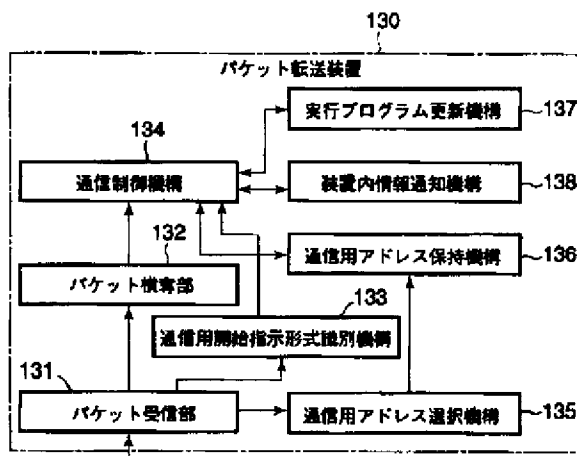 130
パケット転送装置
実行プログラム更新機構
137
134
通信制御機構
装置内情報通知機構
138
132
通信用アドレス保持機構
136
パケット横奪部
133
通信用開始指示形式識別機構
131
パケット受信部
通信用アドレス選択機構
135